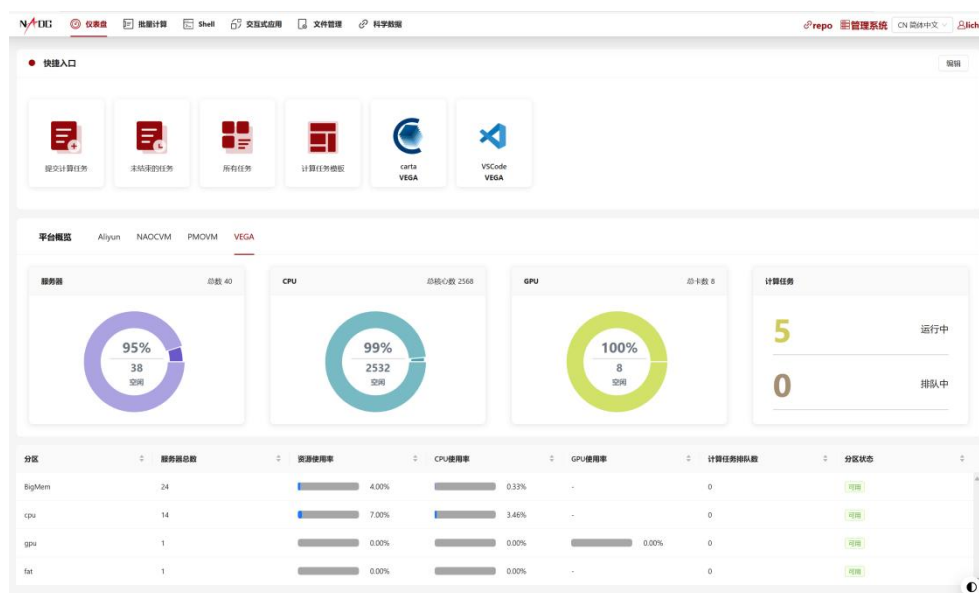 NAOC 仪表盘 批量计算 Shell 交互式应用 文件管理 科学数据 repo 管理系统 CN 简体中文 lich
快捷入口 编辑
提交计算任务 未结束的任务 所有任务 计算任务模板 carta VSCode
VEGA VEGA
平台概览 Aliyun NAOCVM PMOVM VEGA
服务器 总数 40 CPU 总核心数 2568 GPU 总卡数 8 计算任务
95% 99% 100% 5 运行中
38 2532 8
空闲 空闲 空闲 0 排队中
分区 服务器总数 资源使用率 CPU使用率 GPU使用率 计算任务排队数 分区状态
BigMem 24 4.00% 0.33% - 0 可用
cpu 14 7.00% 3.46% - 0 可用
gpu 1 0.00% 0.00% 0.00% 0 可用
fat 1 0.00% 0.00% - 0 可用